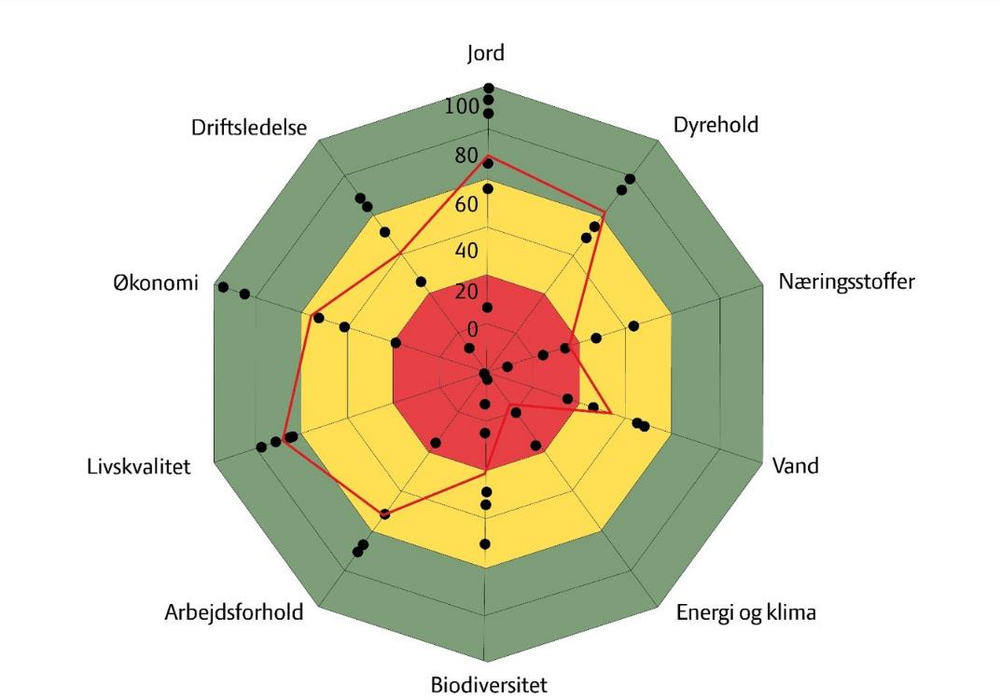 Jord
100
Driftsledelse
Dyrehold
80
60
40
Økonomi
Næringsstoffer
20
0
Livskvalitet
Vand
Arbejdsforhold
Energi og klima
Biodiversitet